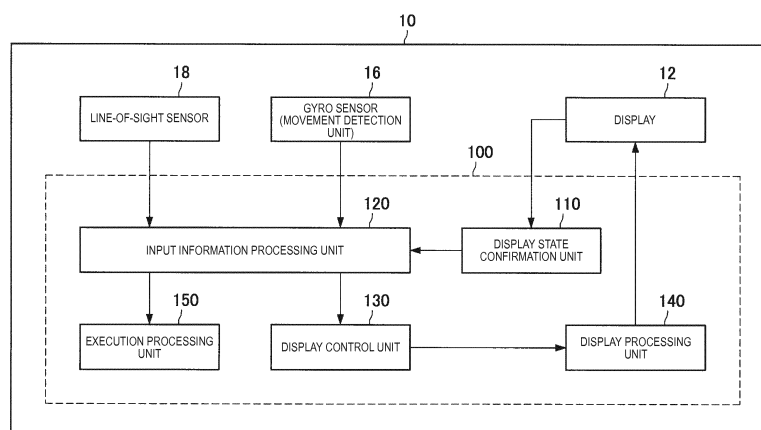 10
18
16
12
LINE-OF-SIGHT SENSOR
GYRO SENSOR
(MOVEMENT DETECTION
UNIT)
DISPLAY
100
120
110
INPUT INFORMATION PROCESSING UNIT
DISPLAY STATE
CONFIRMATION UNIT
150
130
140
EXECUTION PROCESSING
UNIT
DISPLAY CONTROL UNIT
DISPLAY PROCESSING
UNIT